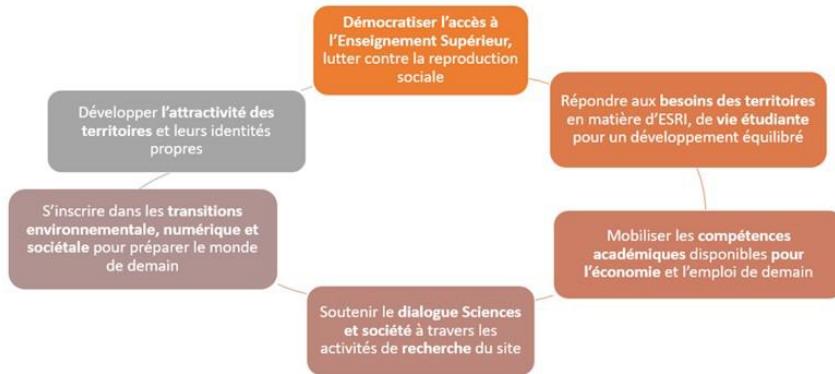 Démocratiser l'accès à
l'Enseignement Supérieur,
lutter contre la reproduction
sociale
Répondre aux besoins des territoires
en matière d'ESRI, de vie étudiante
pour un développement équilibré
Mobiliser les compétences
académiques disponibles pour
l'économie et l'emploi de demain
Soutenir le dialogue Sciences
et société à travers les
activités de recherche du site
S'inscrire dans les transitions
environnementale, numérique et
sociétale pour préparer le monde
de demain
Développer l'attractivité des
territoires et leurs identités
propres